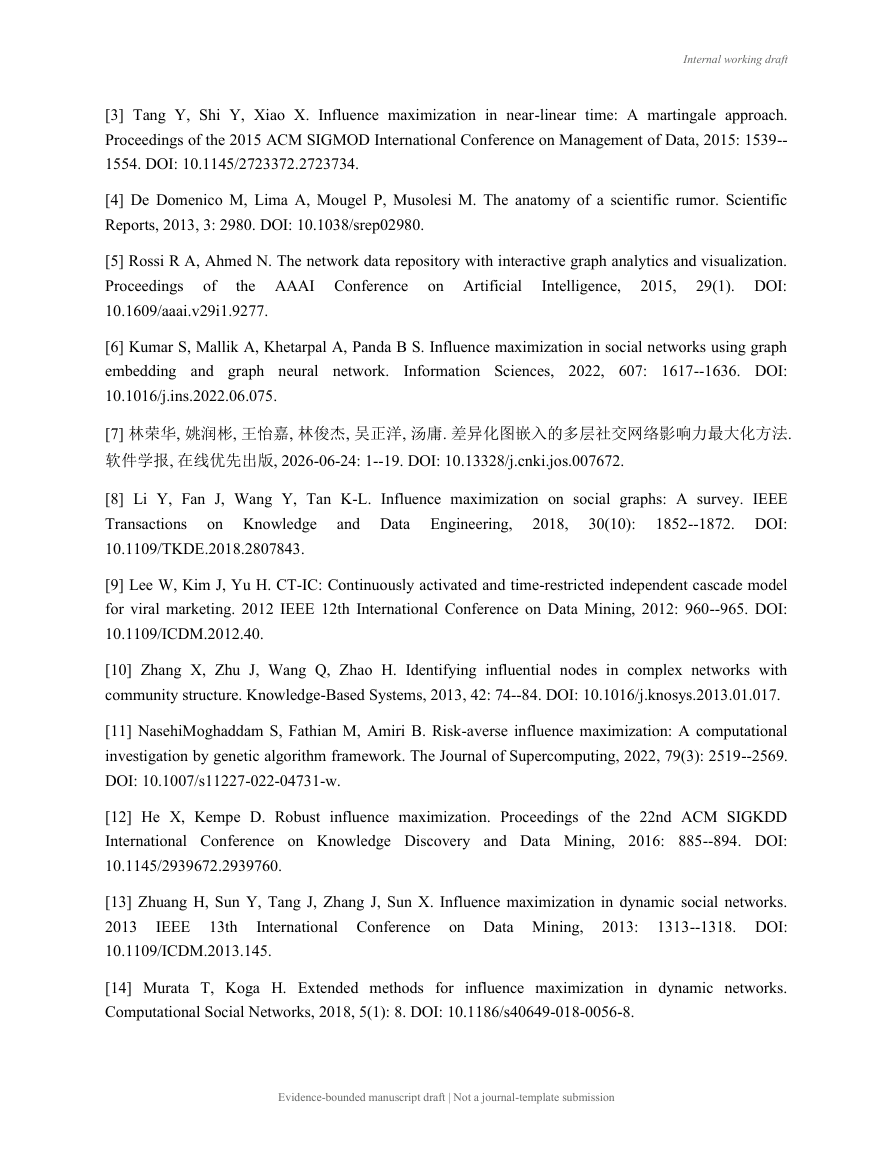 Internal working draft
[3] Tang Y, Shi Y, Xiao X. Influence maximization in near-linear time: A martingale approach.
Proceedings of the 2015 ACM SIGMOD International Conference on Management of Data, 2015: 1539--
1554. DOI: 10.1145/2723372.2723734.
[4] De Domenico M, Lima A, Mougel P, Musolesi M. The anatomy of a scientific rumor. Scientific
Reports, 2013, 3: 2980. DOI: 10.1038/srep02980.
[5] Rossi R A, Ahmed N. The network data repository with interactive graph analytics and visualization.
Proceedings of the AAAI Conference on Artificial Intelligence, 2015, 29(1). DOI:
10.1609/aaai.v29i1.9277.
[6] Kumar S, Mallik A, Khetarpal A, Panda B S. Influence maximization in social networks using graph
embedding and graph neural network. Information Sciences, 2022, 607: 1617--1636. DOI:
10.1016/j.ins.2022.06.075.
[7] 林荣华, 姚润彬, 王怡嘉, 林俊杰, 吴正洋, 汤庸. 差异化图嵌入的多层社交网络影响力最大化方法.
软件学报, 在线优先出版, 2026-06-24: 1--19. DOI: 10.13328/j.cnki.jos.007672.
[8] Li Y, Fan J, Wang Y, Tan K-L. Influence maximization on social graphs: A survey. IEEE
Transactions on Knowledge and Data Engineering, 2018, 30(10): 1852--1872. DOI:
10.1109/TKDE.2018.2807843.
[9] Lee W, Kim J, Yu H. CT-IC: Continuously activated and time-restricted independent cascade model
for viral marketing. 2012 IEEE 12th International Conference on Data Mining, 2012: 960--965. DOI:
10.1109/ICDM.2012.40.
[10] Zhang X, Zhu J, Wang Q, Zhao H. Identifying influential nodes in complex networks with
community structure. Knowledge-Based Systems, 2013, 42: 74--84. DOI: 10.1016/j.knosys.2013.01.017.
[11] NasehiMoghaddam S, Fathian M, Amiri B. Risk-averse influence maximization: A computational
investigation by genetic algorithm framework. The Journal of Supercomputing, 2022, 79(3): 2519--2569.
DOI: 10.1007/s11227-022-04731-w.
[12] He X, Kempe D. Robust influence maximization. Proceedings of the 22nd ACM SIGKDD
International Conference on Knowledge Discovery and Data Mining, 2016: 885--894. DOI:
10.1145/2939672.2939760.
[13] Zhuang H, Sun Y, Tang J, Zhang J, Sun X. Influence maximization in dynamic social networks.
2013 IEEE 13th International Conference on Data Mining, 2013: 1313--1318. DOI:
10.1109/ICDM.2013.145.
[14] Murata T, Koga H. Extended methods for influence maximization in dynamic networks.
Computational Social Networks, 2018, 5(1): 8. DOI: 10.1186/s40649-018-0056-8.
Evidence-bounded manuscript draft | Not a journal-template submission